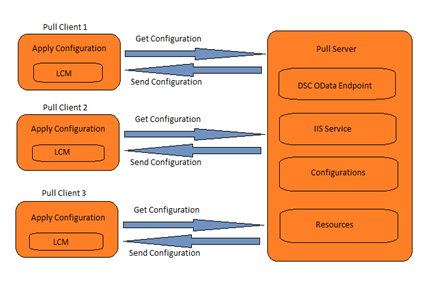 Pull Client 1
Apply Configuration
LCM
Get Configuration
Send Configuration
Pull Client 2
Apply Configuration
LCM
Get Configuration
Send Configuration
Pull Client 3
Apply Configuration
LCM
Get Configuration
Send Configuration
Pull Server
DSC OData Endpoint
IIS Service
Configurations
Resources